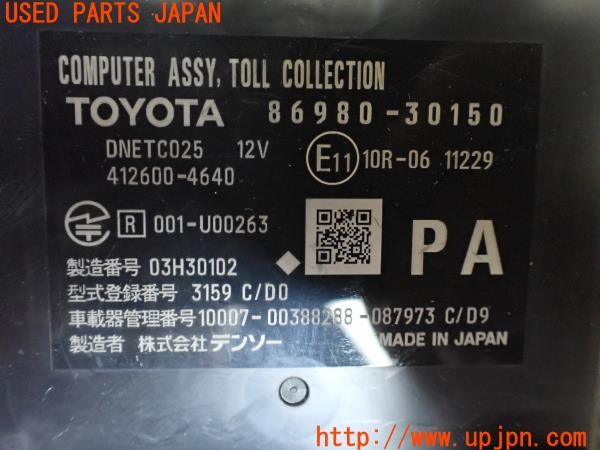 USED PARTS JAPAN
COMPUTER ASSY, TOLL COLLECTION
TOYOTA 86980-30150
DNETC025 12V
E11 10R-06 11229
412600-4640
R 001-U00263
PA
製造番号 03H30102
型式登録番号 3159 C/D0
車載器管理番号 10007-00388288-087973 C/D9
製造者 株式会社デンソー MADE IN JAPAN
http://www.upjpn.com/